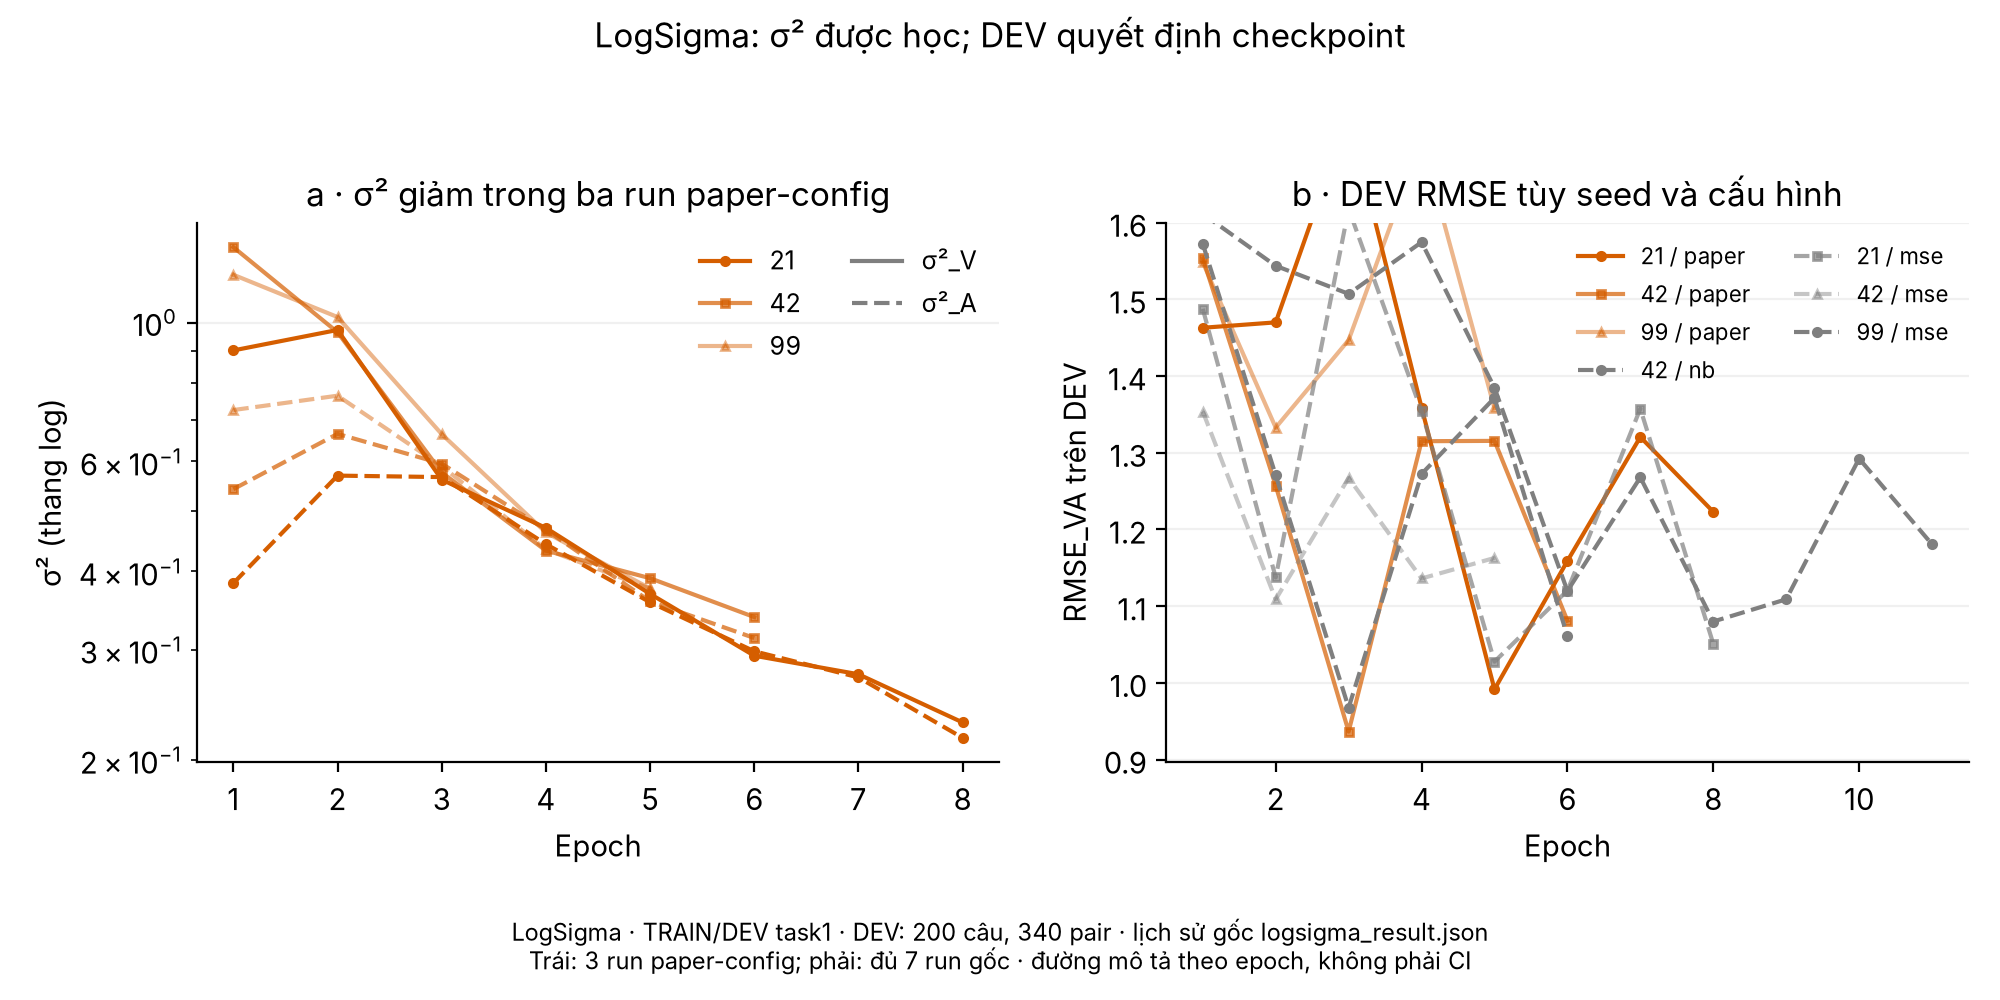 LogSigma: σ² được học; DEV quyết định checkpoint
a · σ² giảm trong ba run paper-config
σ² (thang log)
10⁰
6 × 10⁻¹
4 × 10⁻¹
3 × 10⁻¹
2 × 10⁻¹
21
42
99
σ²_V
σ²_A
1 2 3 4 5 6 7 8
Epoch
b · DEV RMSE tùy seed và cấu hình
RMSE_VA trên DEV
1.6
1.5
1.4
1.3
1.2
1.1
1.0
0.9
21 / paper
42 / paper
99 / paper
42 / nb
21 / mse
42 / mse
99 / mse
2 4 6 8 10
Epoch
LogSigma · TRAIN/DEV task1 · DEV: 200 câu, 340 pair · lịch sử gốc logsigma_result.json
Trái: 3 run paper-config; phải: đủ 7 run gốc · đường mô tả theo epoch, không phải CI